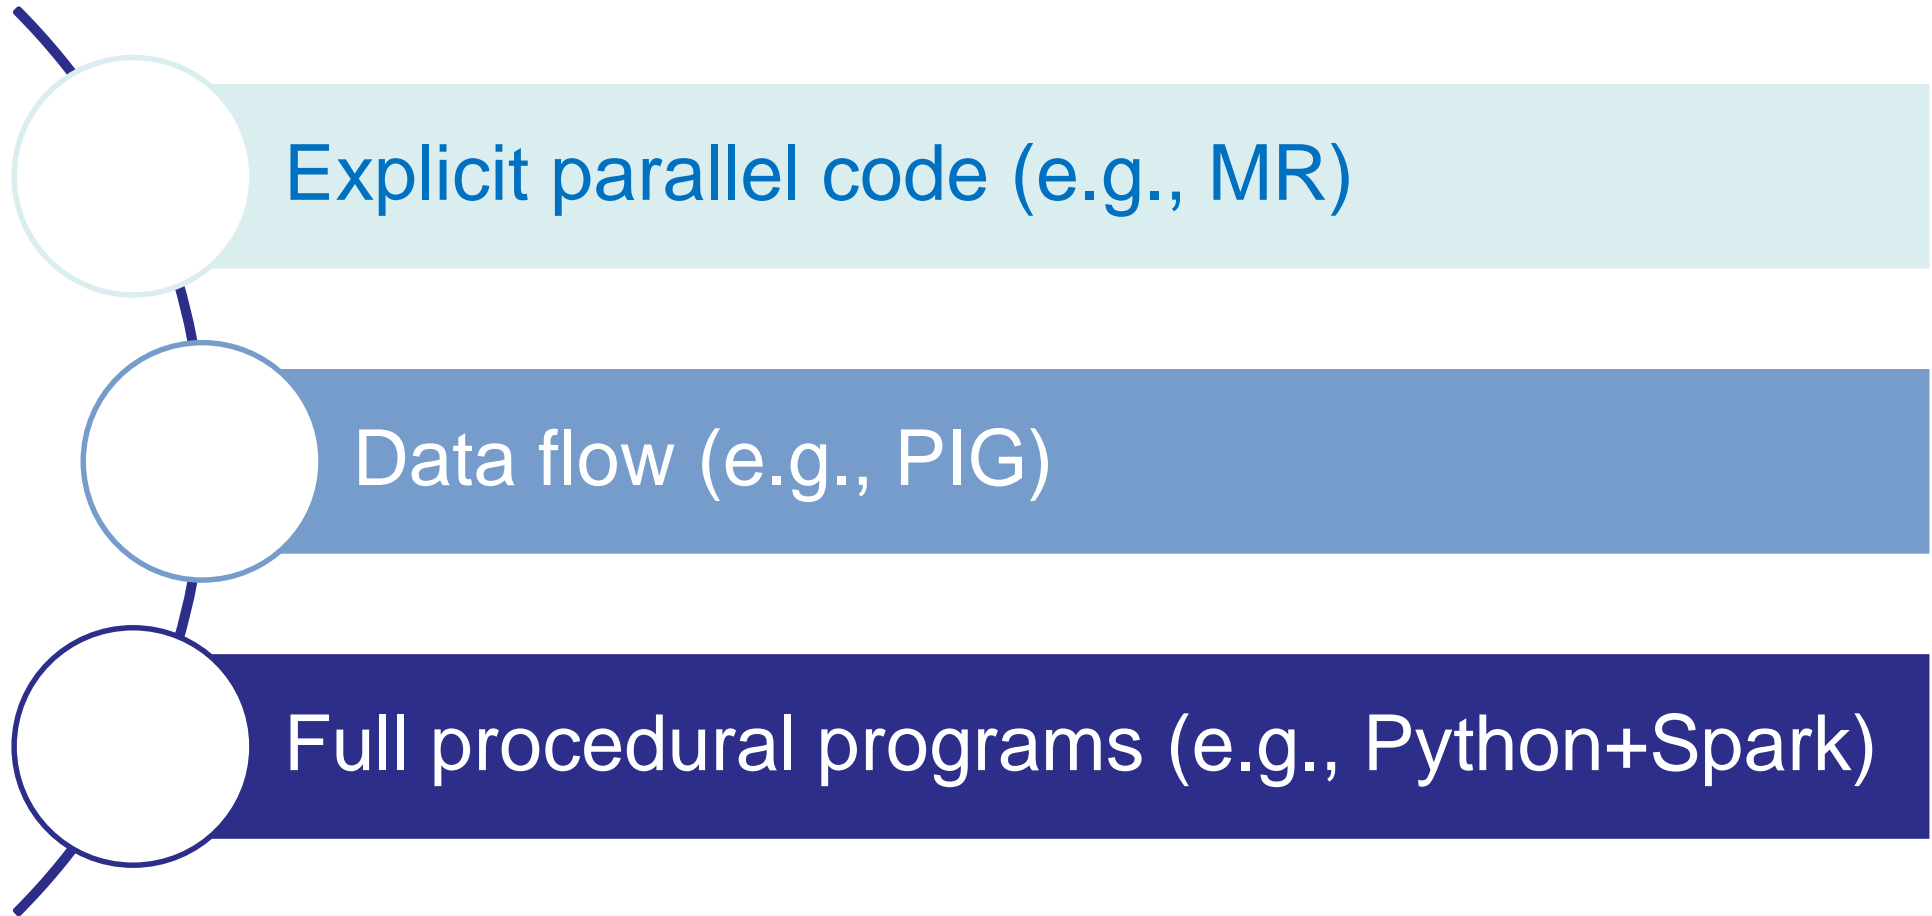 Explicit parallel code (e.g., MR)
Data flow (e.g., PIG)
Full procedural programs (e.g., Python+Spark)